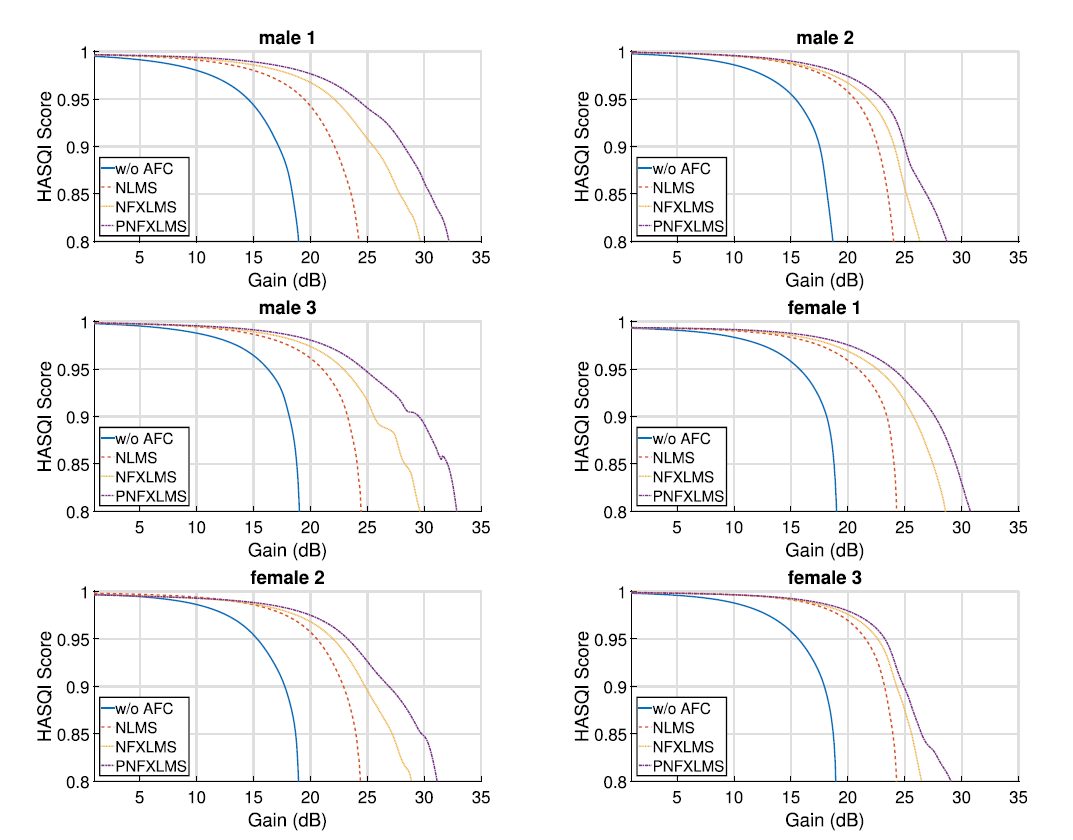 male 1
HASQI Score
1
0.95
0.9
0.85
0.8
w/o AFC
NLMS
NFXLMS
PNFXLMS
5 10 15 20 25 30 35
Gain (dB)
male 2
HASQI Score
1
0.95
0.9
0.85
0.8
w/o AFC
NLMS
NFXLMS
PNFXLMS
5 10 15 20 25 30 35
Gain (dB)
male 3
HASQI Score
1
0.95
0.9
0.85
0.8
w/o AFC
NLMS
NFXLMS
PNFXLMS
5 10 15 20 25 30 35
Gain (dB)
female 1
HASQI Score
1
0.95
0.9
0.85
0.8
w/o AFC
NLMS
NFXLMS
PNFXLMS
5 10 15 20 25 30 35
Gain (dB)
female 2
HASQI Score
1
0.95
0.9
0.85
0.8
w/o AFC
NLMS
NFXLMS
PNFXLMS
5 10 15 20 25 30 35
Gain (dB)
female 3
HASQI Score
1
0.95
0.9
0.85
0.8
w/o AFC
NLMS
NFXLMS
PNFXLMS
5 10 15 20 25 30 35
Gain (dB)